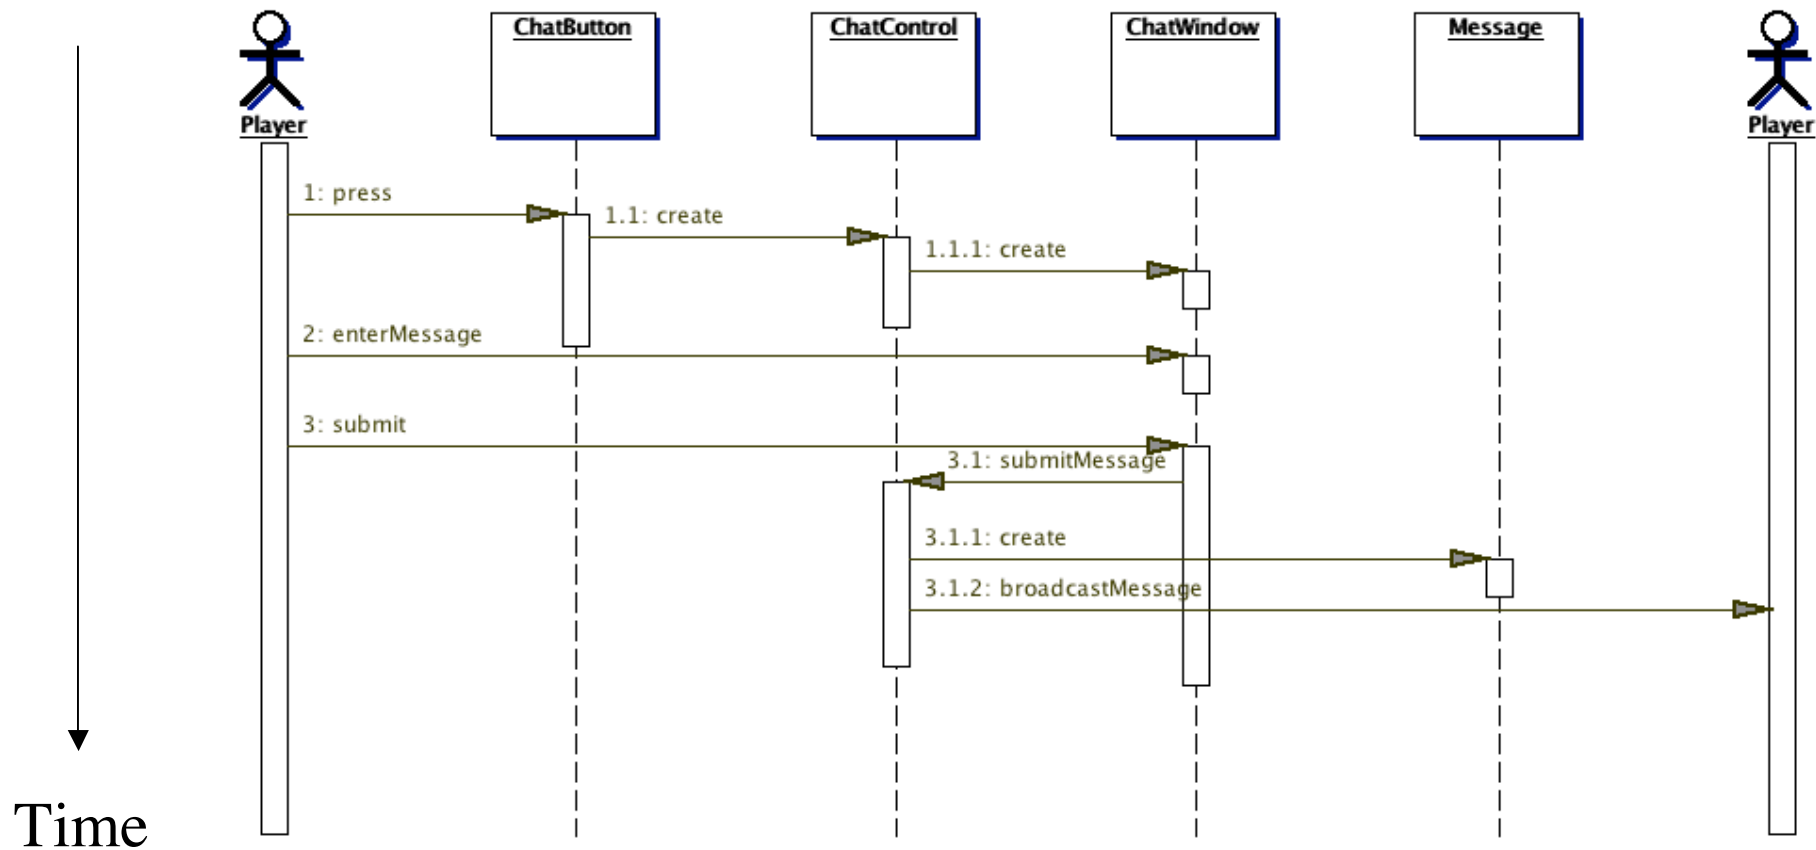 ChatButton
ChatControl
ChatWindow
Message
Player
Player
1: press
1.1: create
1.1.1: create
2: enterMessage
3: submit
3.1: submitMessage
3.1.1: create
3.1.2: broadcastMessage
Time